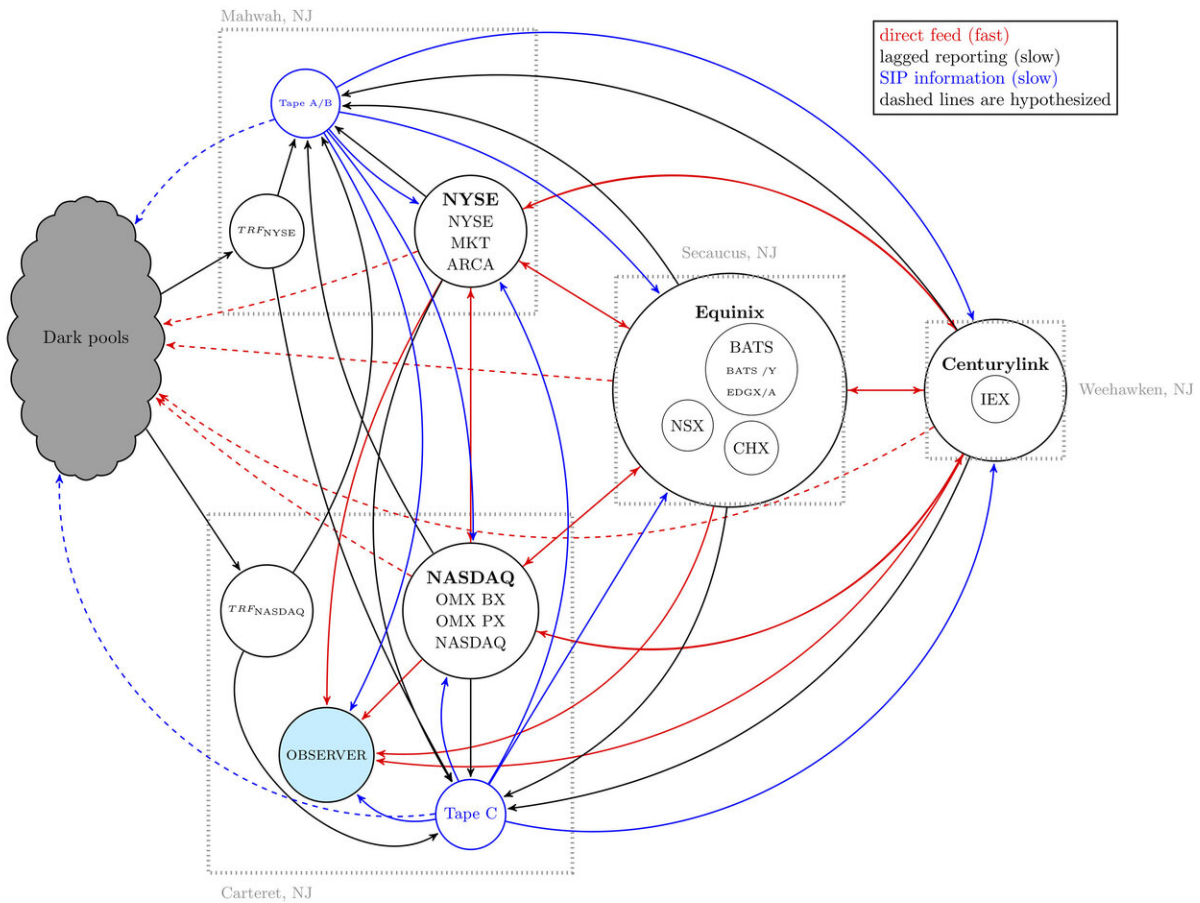 Mahwah, NJ
direct feed (fast)
lagged reporting (slow)
SIP information (slow)
dashed lines are hypothesized
Tape A/B
NYSE
NYSE
MKT
ARCA
TRFNYSE
Secaucus, NJ
Equinix
BATS
BATS /Y
EDGX/A
NSX
CHX
Dark pools
Centurylink
IEX
Weehawken, NJ
NASDAQ
OMX BX
OMX PX
NASDAQ
TRFNASDAQ
OBSERVER
Tape C
Carteret, NJ